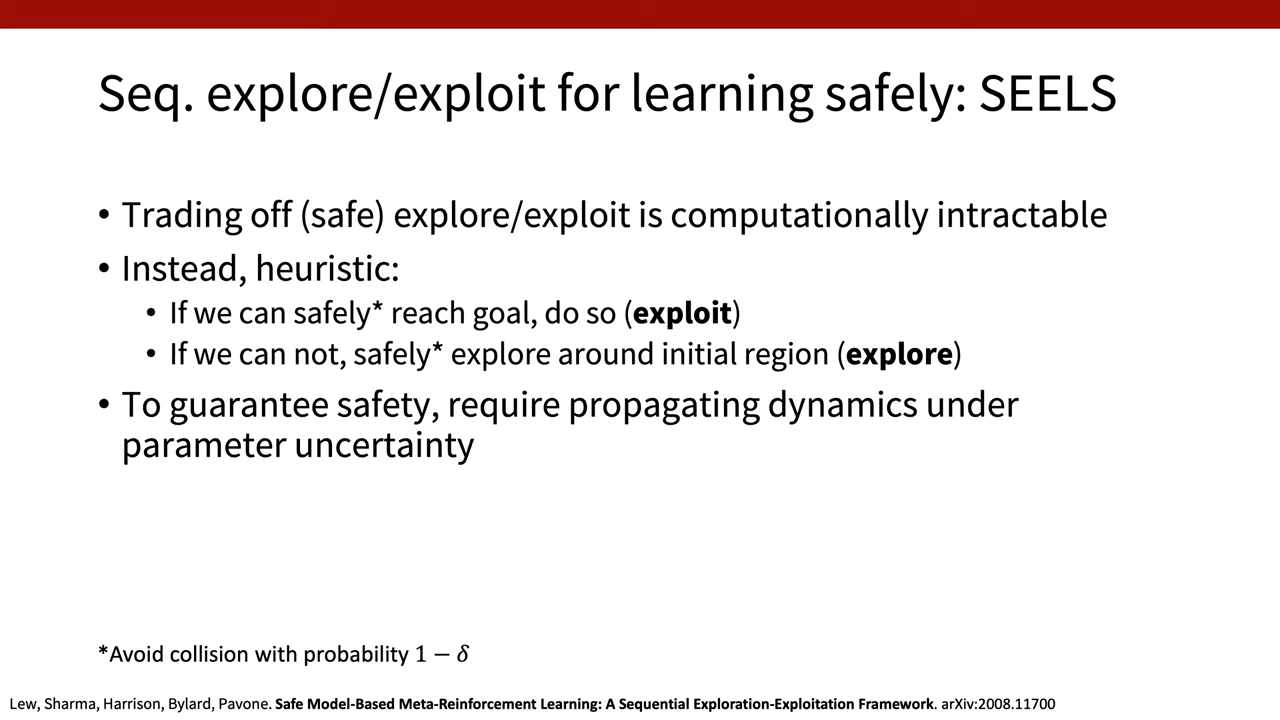 Seq. explore/exploit for learning safely: SEELS
• Trading off (safe) explore/exploit is computationally intractable
• Instead, heuristic:
• If we can safely* reach goal, do so (exploit)
• If we can not, safely* explore around initial region (explore)
• To guarantee safety, require propagating dynamics under
parameter uncertainty
*Avoid collision with probability 1 − δ
Lew, Sharma, Harrison, Bylard, Pavone. Safe Model-Based Meta-Reinforcement Learning: A Sequential Exploration-Exploitation Framework. arXiv:2008.11700